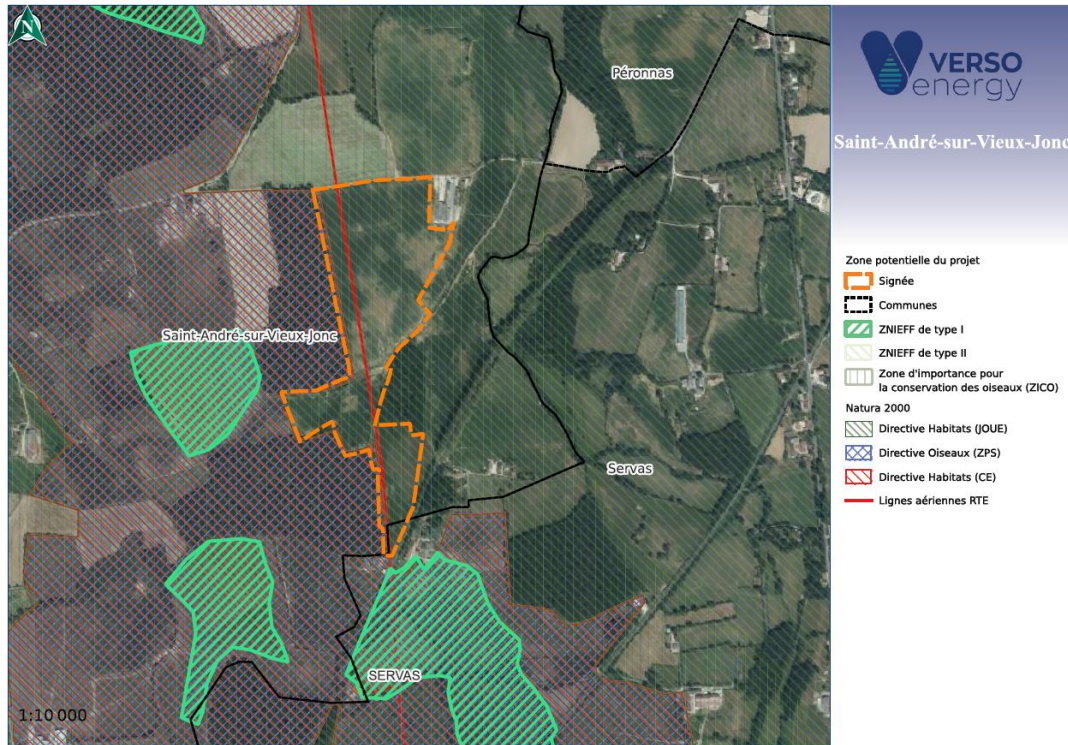 N
Péronnas
Saint-André-sur-Vieux-Jonc
Servas
SERVAS
1:10 000
VERSO
energy
Saint-André-sur-Vieux-Jonc
Zone potentielle du projet
Signée
Communes
ZNIEFF de type I
ZNIEFF de type II
Zone d'importance pour
la conservation des oiseaux (ZICO)
Natura 2000
Directive Habitats (JOUE)
Directive Oiseaux (ZPS)
Directive Habitats (CE)
Lignes aériennes RTE